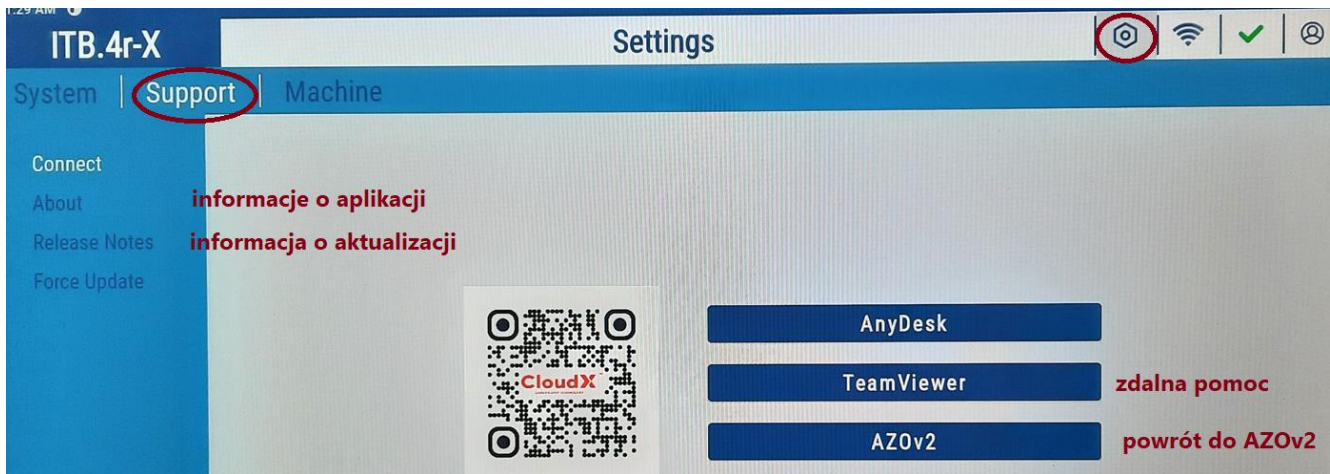 1:29 AM
ITB.4r-X
Settings
System | Support | Machine
Connect
About informacje o aplikacji
Release Notes informacja o aktualizacji
Force Update
CloudX
AnyDesk
TeamViewer zdalna pomoc
AZOv2 powrót do AZOv2